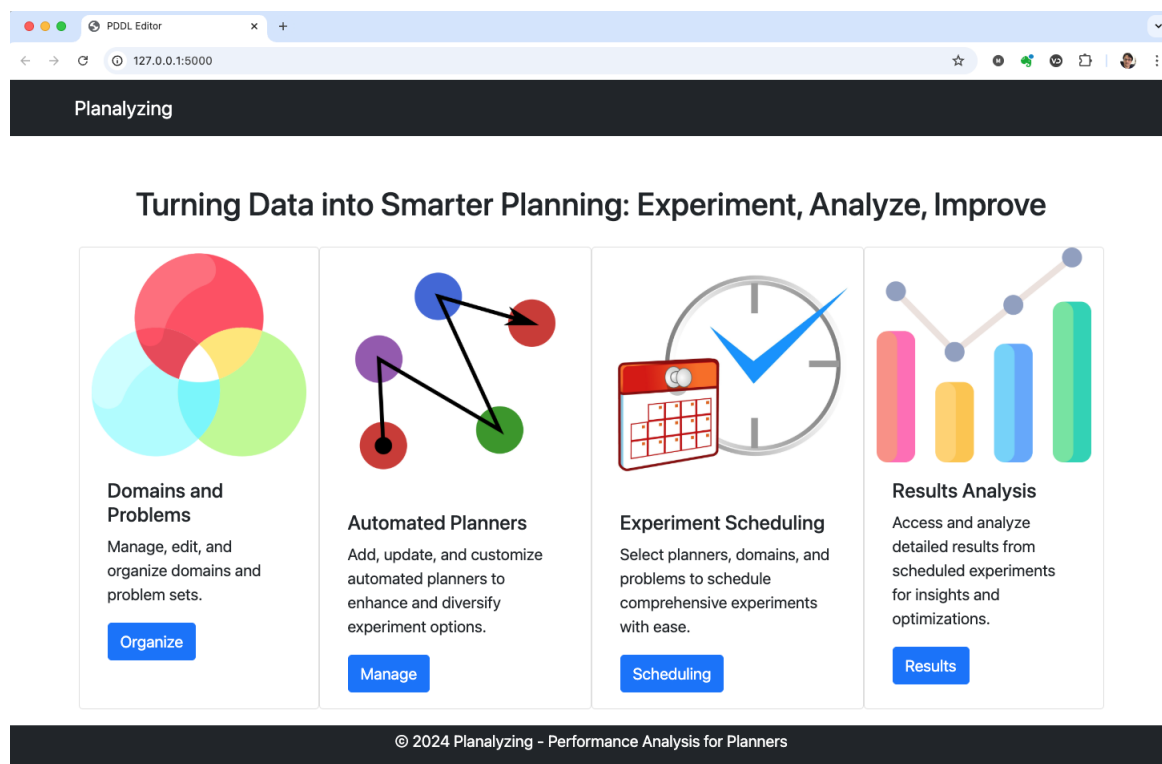 PDDL Editor
127.0.0.1:5000
Planalyzing
Turning Data into Smarter Planning: Experiment, Analyze, Improve
Domains and
Problems
Manage, edit, and
organize domains and
problem sets.
Organize
Automated Planners
Add, update, and customize
automated planners to
enhance and diversify
experiment options.
Manage
Experiment Scheduling
Select planners, domains, and
problems to schedule
comprehensive experiments
with ease.
Scheduling
Results Analysis
Access and analyze
detailed results from
scheduled experiments
for insights and
optimizations.
Results
© 2024 Planalyzing - Performance Analysis for Planners